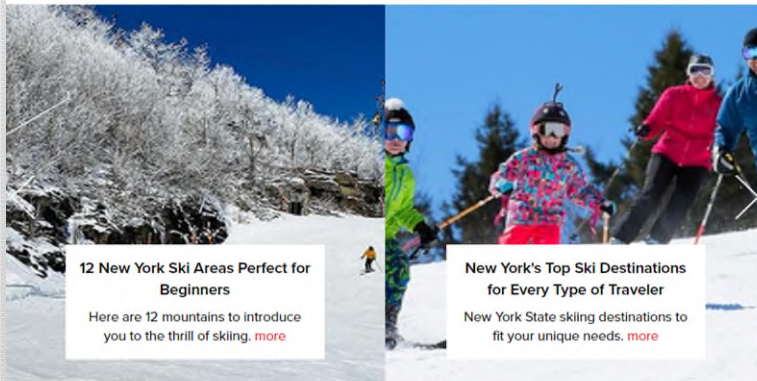 12 New York Ski Areas Perfect for
Beginners
Here are 12 mountains to introduce
you to the thrill of skiing. more
New York's Top Ski Destinations
for Every Type of Traveler
New York State skiing destinations to
fit your unique needs. more